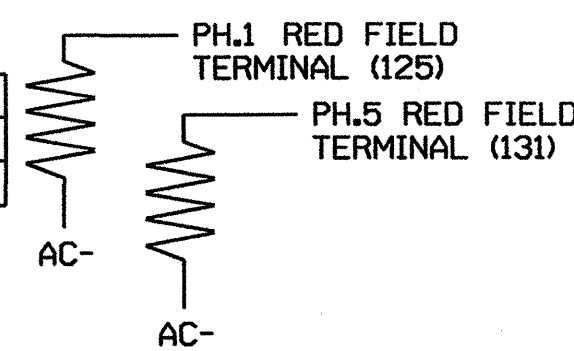 PH.1 RED FIELD
TERMINAL (125)
PH.5 RED FIELD
TERMINAL (131)
AC-
AC-